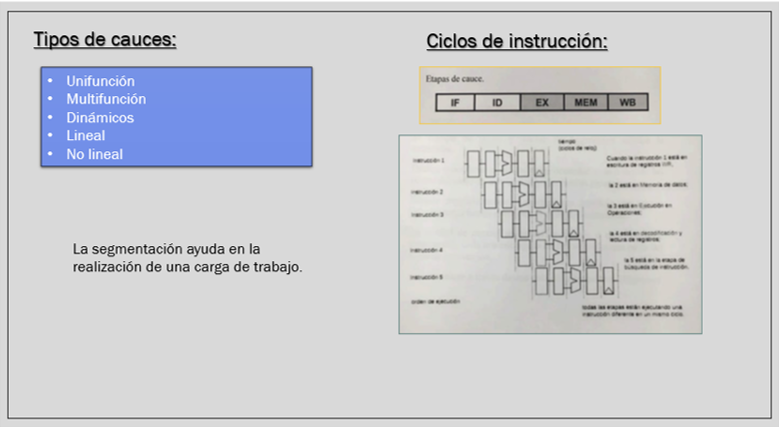 Tipos de cauces:
• Unifunción
• Multifunción
• Dinámicos
• Lineal
• No lineal
La segmentación ayuda en la
realización de una carga de trabajo.
Ciclos de instrucción:
Etapas de cauce.
IF ID EX MEM WB
tiempo
(ciclos de reloj)
instrucción 1
instrucción 2
instrucción 3
instrucción 4
instrucción 5
orden de ejecución
Cuando la instrucción 1 está en
escritura de registros
la 2 está en Memoria de datos;
la 3 está en Ejecución en
Operaciones;
la 4 está en decodificación y
lectura de registros;
la 5 está en la etapa de
búsqueda de instrucción.
todas las etapas están ejecutando una
instrucción diferente en un mismo ciclo.